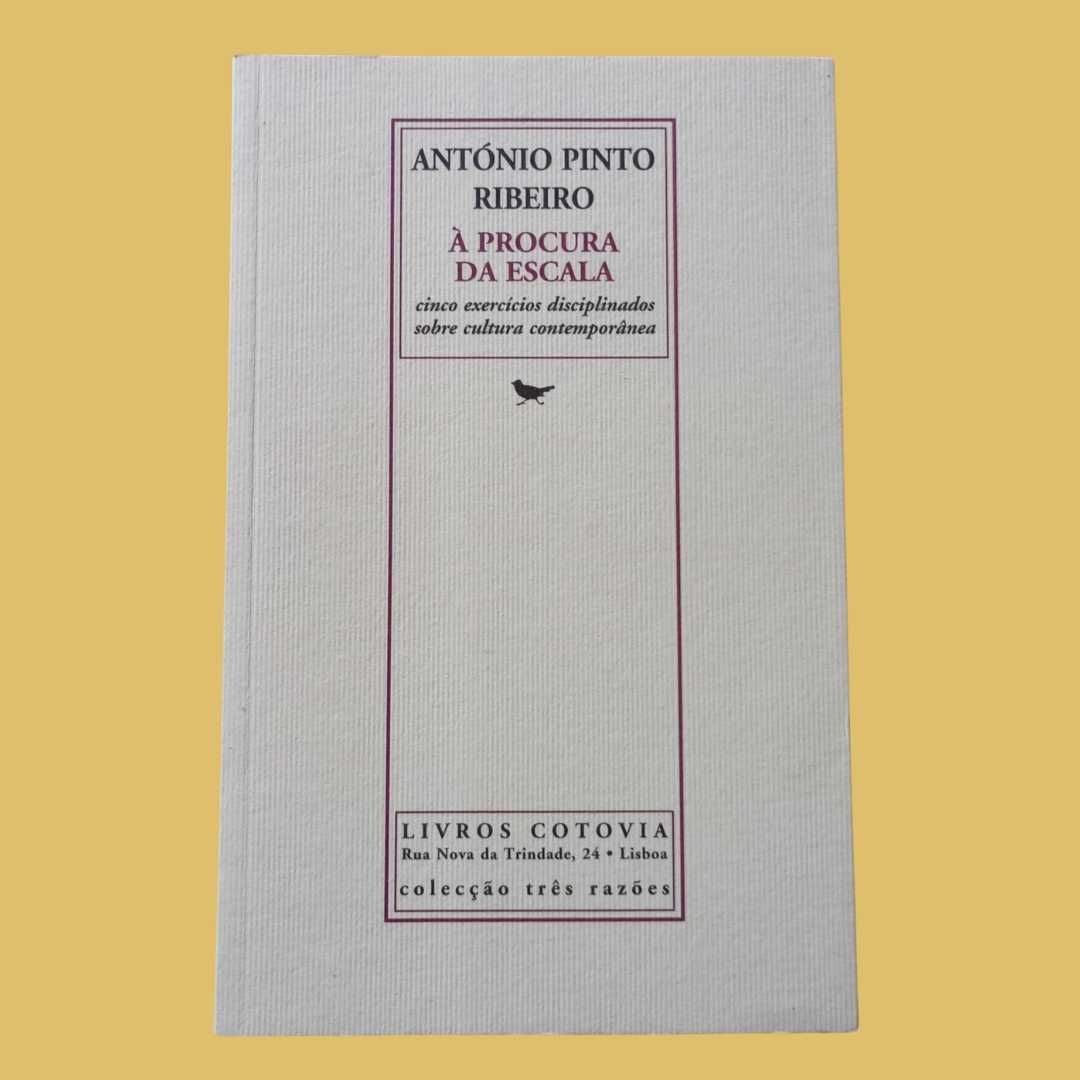 ANTÓNIO PINTO
RIBEIRO
À PROCURA
DA ESCALA
cinco exercícios disciplinados
sobre cultura contemporânea
LIVROS COTOVIA
Rua Nova da Trindade, 24 • Lisboa
colecção três razões